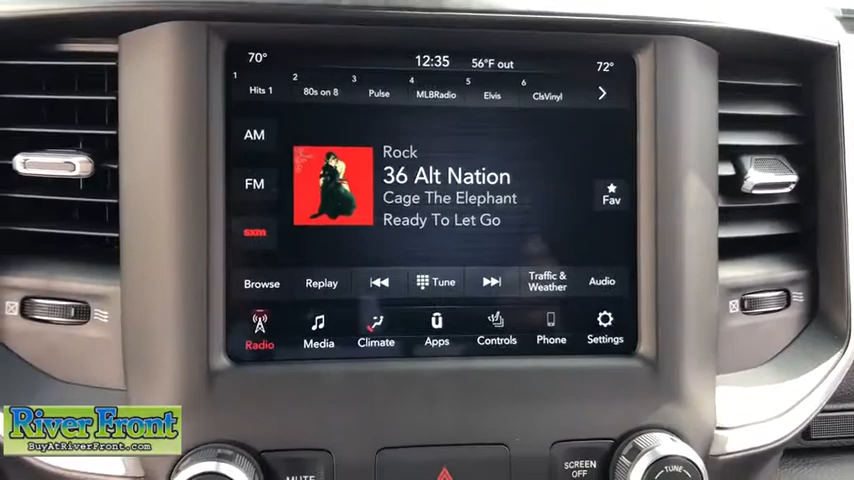 70° 12:35 56°F out 72°
1 Hits 1 2 80s on 8 3 Pulse 4 MLBRadio 5 Elvis 6 ClsVinyl
AM
FM
sxm
Rock
36 Alt Nation
Cage The Elephant
Ready To Let Go
Fav
Browse Replay Tune Traffic & Weather Audio
Radio Media Climate Apps Controls Phone Settings
River Front
BuyAtRiverFront.com
MUTE
SCREEN
OFF
TUNE